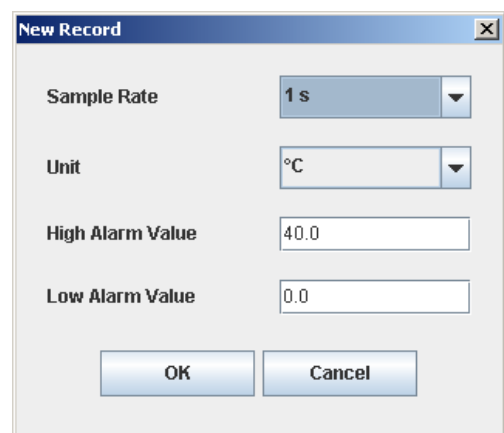 New Record
Sample Rate 1 s
Unit °C
High Alarm Value 40.0
Low Alarm Value 0.0
OK Cancel